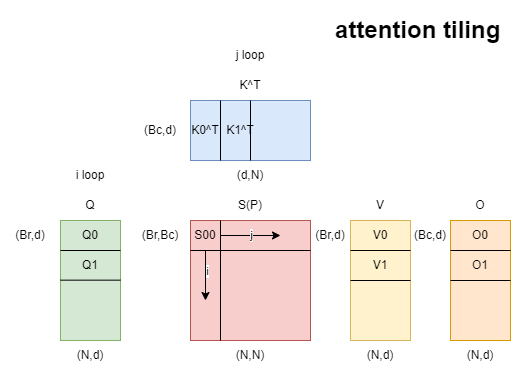 attention tiling
j loop
K^T
(Bc,d)
K0^T
K1^T
i loop
(d,N)
Q
S(P)
V
O
(Br,d)
Q0
(Br,Bc)
S00
j
(Br,d)
V0
(Bc,d)
O0
Q1
i
V1
O1
(N,d)
(N,N)
(N,d)
(N,d)